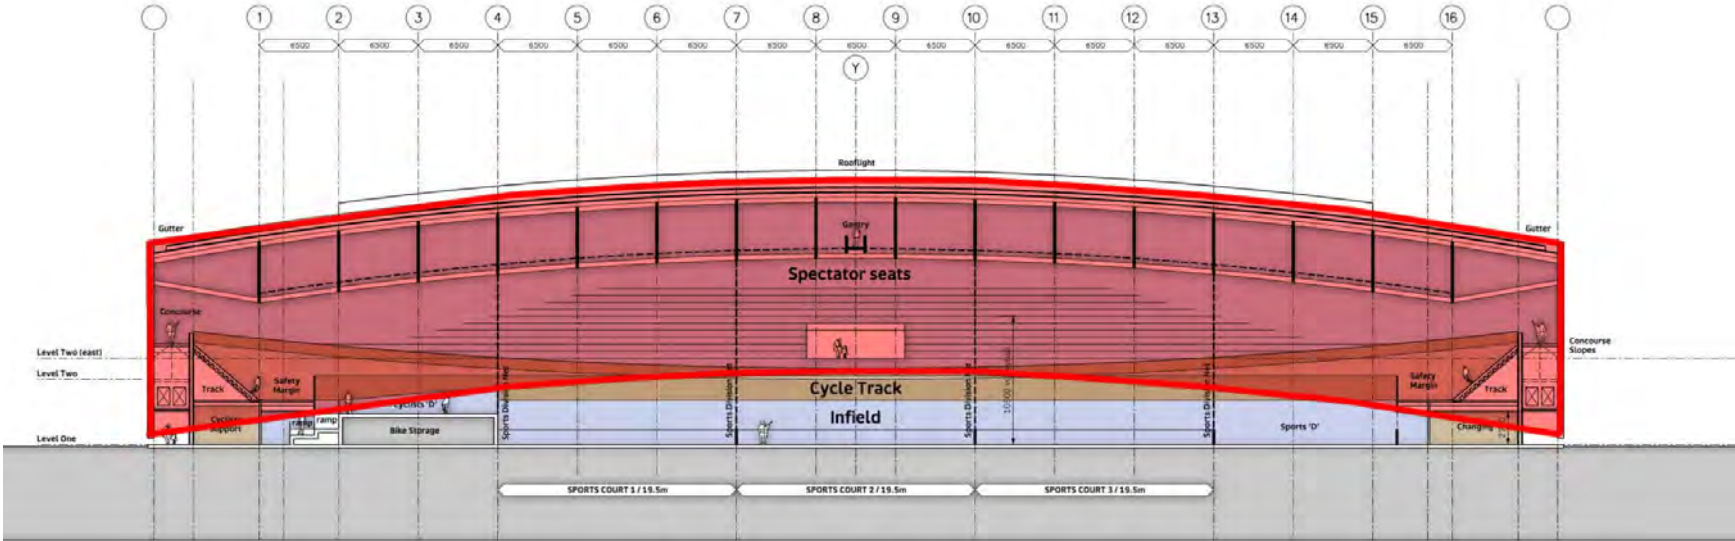 1 2 3 4 5 6 7 8 9 10 11 12 13 14 15 16
6500 6500 6500 6500 6500 6500 6500 6500 6500 6500 6500 6500 6500 6500 6500
Y
Rooflight
Gutter
Gutter
Gantry
Spectator seats
Concourse
Concourse
Slopes
Level Two (east)
Level Two
Track
Safety
Margin
Safety
Margin
Track
Cycle Track
Cyclists 'D'
Infield
Sports Division Net
Sports Division Net
Sports Division Net
Sports Division Net
ramp
ramp
Support
Bike Storage
Sports 'D'
Changing
Level One
SPORTS COURT 1 / 19.5m
SPORTS COURT 2 / 19.5m
SPORTS COURT 3 / 19.5m